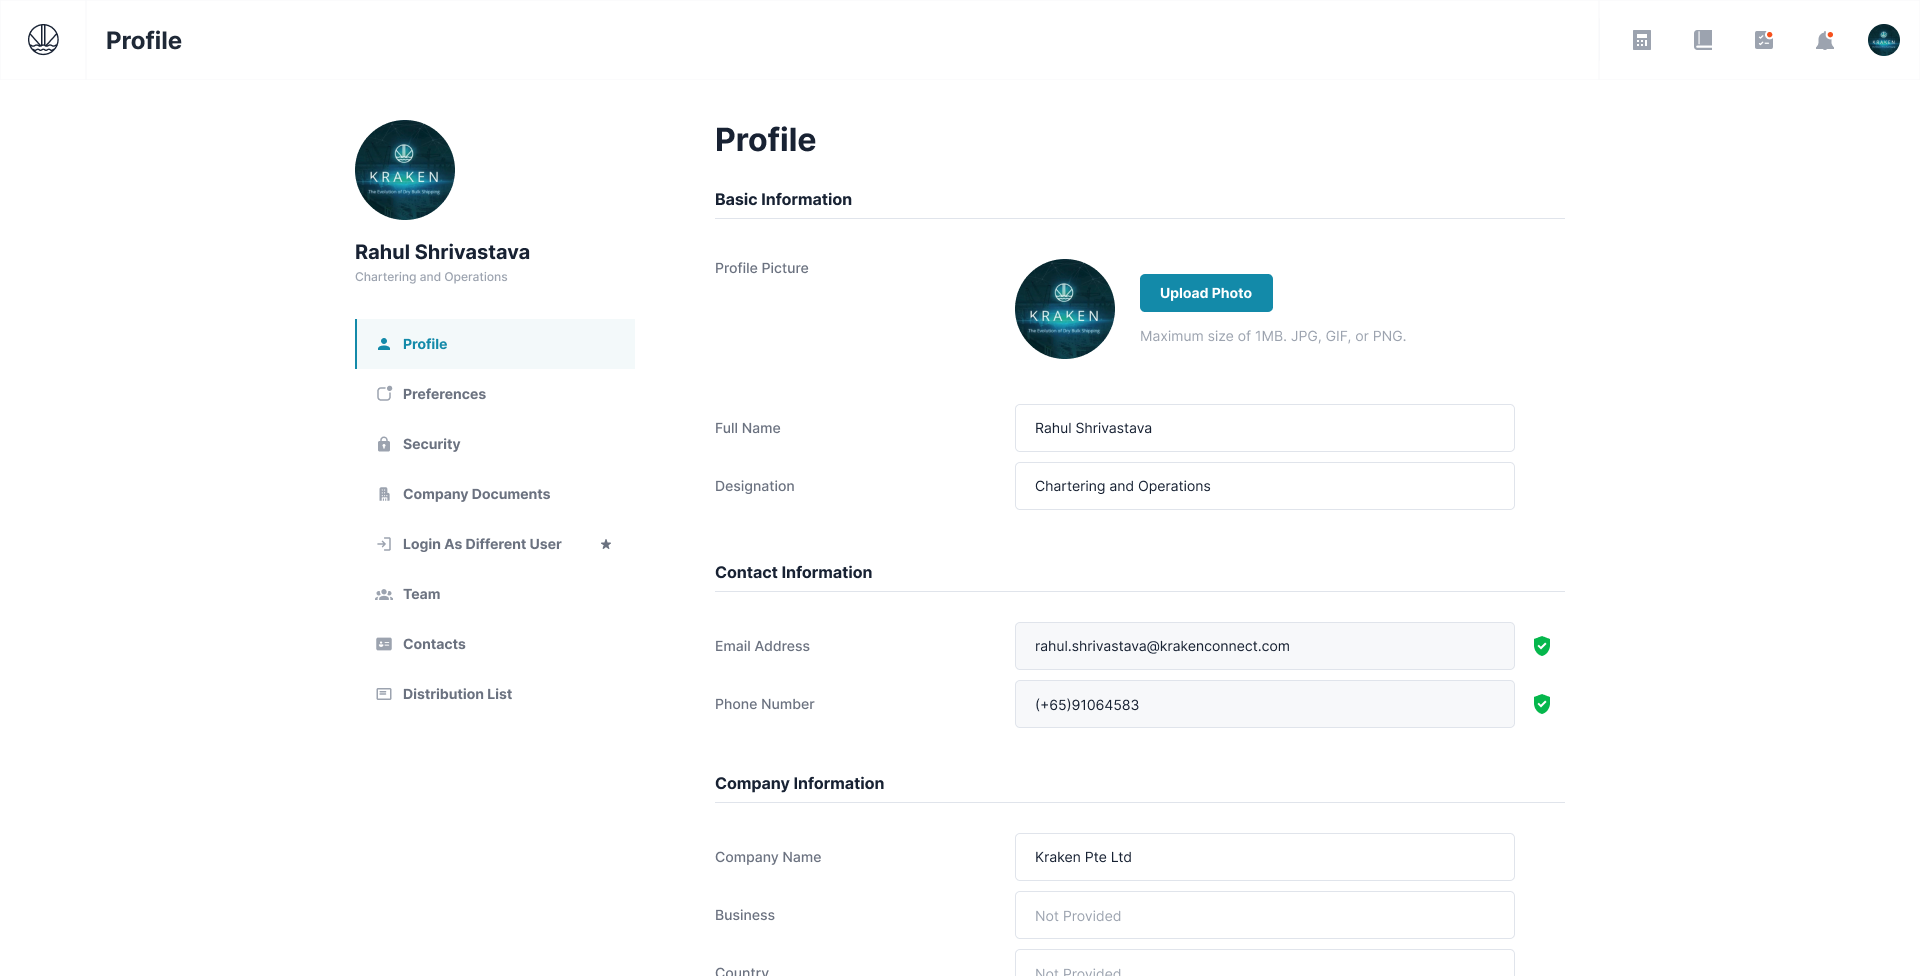 Profile
KRAKEN
The Evolution of Dry Bulk Shipping
Rahul Shrivastava
Chartering and Operations
Profile
Preferences
Security
Company Documents
Login As Different User
Team
Contacts
Distribution List
Profile
Basic Information
Profile Picture
KRAKEN
The Evolution of Dry Bulk Shipping
Upload Photo
Maximum size of 1MB. JPG, GIF, or PNG.
Full Name
Rahul Shrivastava
Designation
Chartering and Operations
Contact Information
Email Address
rahul.shrivastava@krakenconnect.com
Phone Number
(+65)91064583
Company Information
Company Name
Kraken Pte Ltd
Business
Not Provided
Country
Not Provided